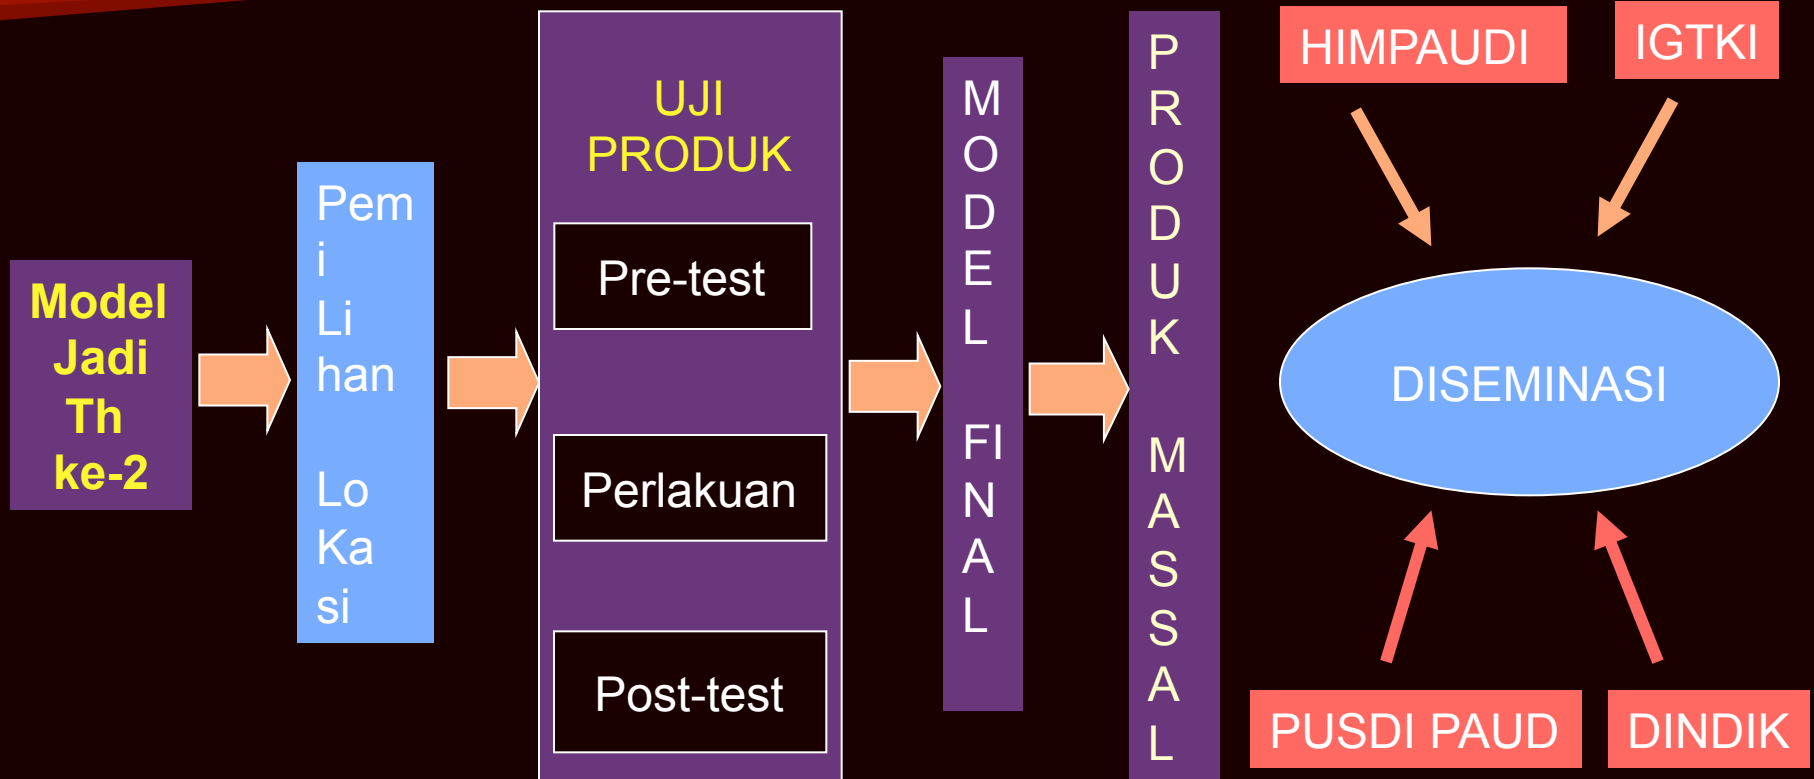 Model
Jadi
Th
ke-2
Pem
i
Li
han
Lo
Ka
si
UJI
PRODUK
Pre-test
Perlakuan
Post-test
M
O
D
E
L
FI
N
A
L
P
R
O
D
U
K
M
A
S
S
A
L
HIMPAUDI
IGTKI
DISEMINASI
PUSDI PAUD
DINDIK